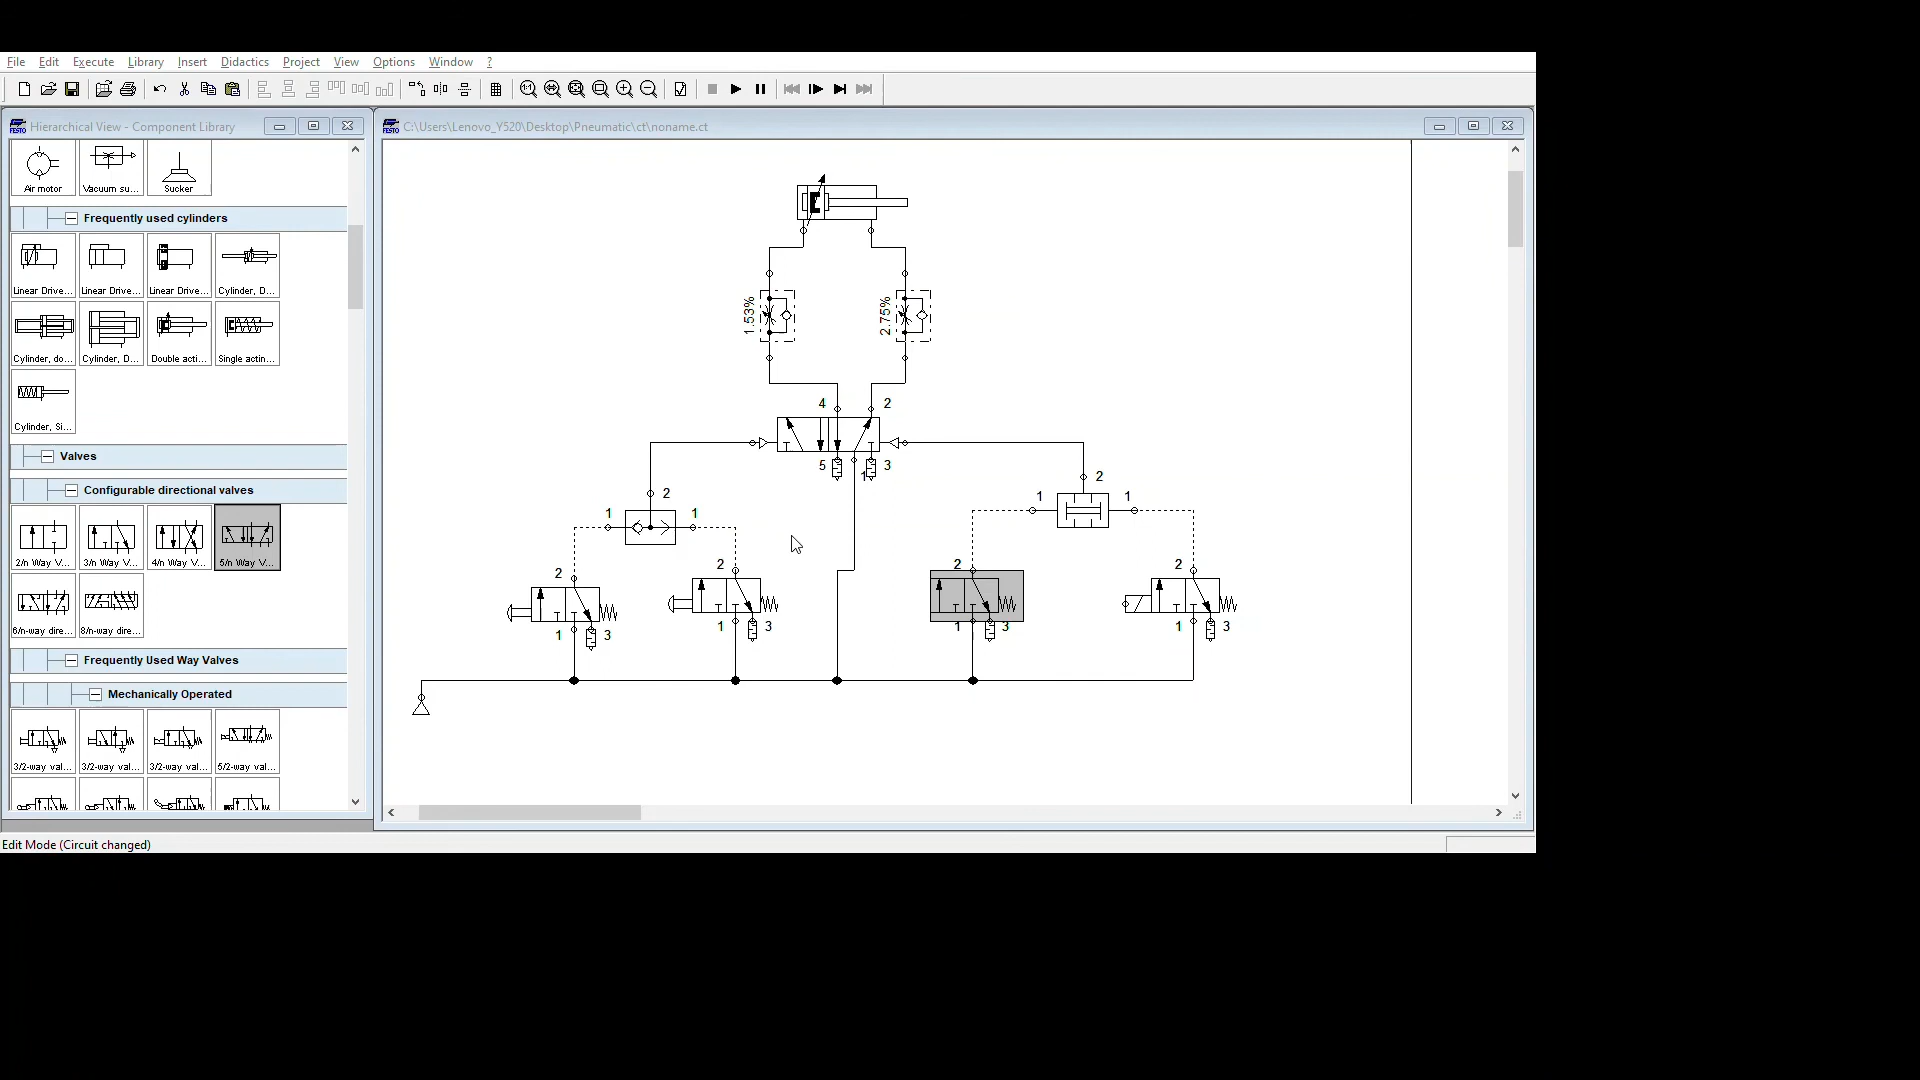 File Edit Execute Library Insert Didactics Project View Options Window ?
Hierarchical View - Component Library
C:\Users\Lenovo_Y520\Desktop\Pneumatic\ct\noname.ct
Air motor Vacuum su... Sucker
Frequently used cylinders
Linear Drive... Linear Drive... Linear Drive... Cylinder, D...
Cylinder, do... Cylinder, D... Double acti... Single actin...
Cylinder, Si...
Valves
Configurable directional valves
2/n Way V... 3/n Way V... 4/n Way V... 5/n Way V...
6/n-way dire... 8/n-way dire...
Frequently Used Way Valves
Mechanically Operated
3/2-way val... 3/2-way val... 3/2-way val... 5/2-way val...
1.53% 2.75%
4 2
5 1 3
2 2
1 1 1 1
2 2 2 2
1 3 1 3 1 3 1 3
Edit Mode (Circuit changed)